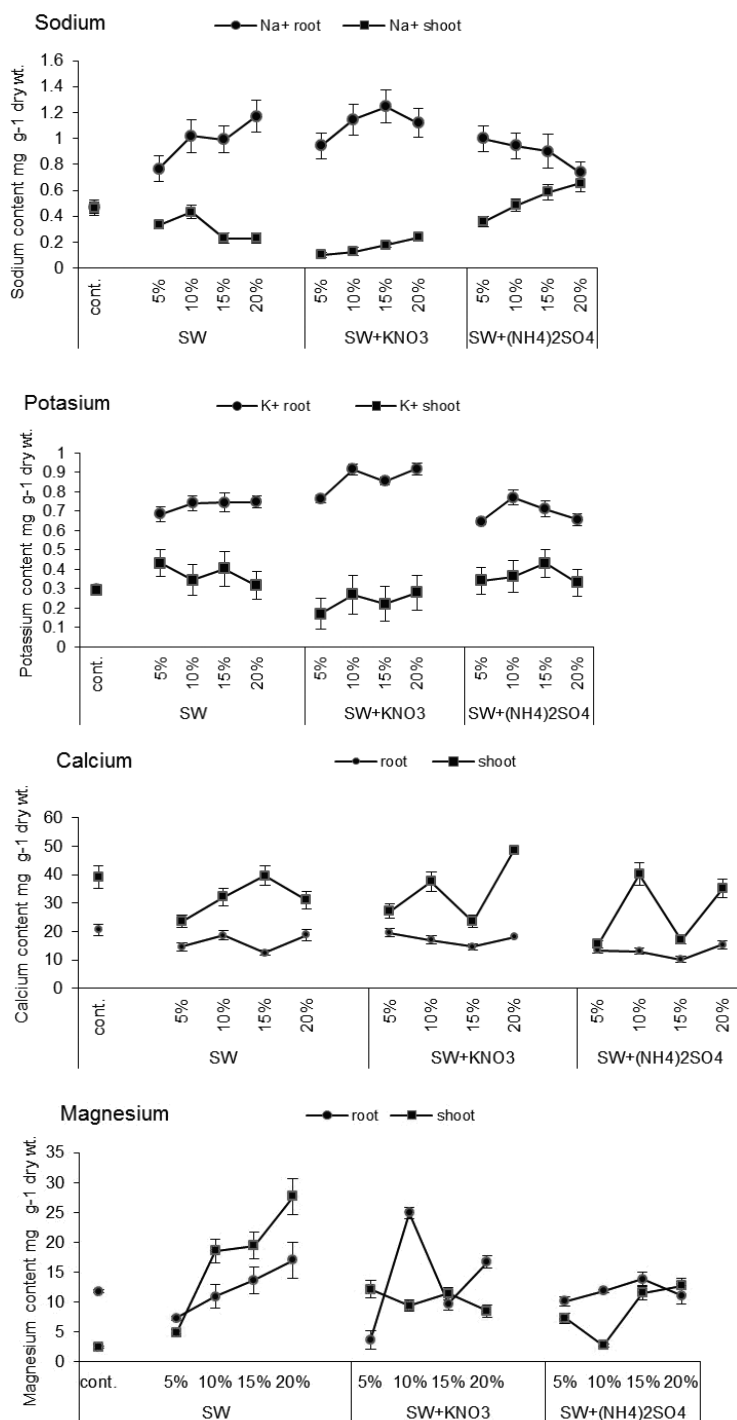 Sodium
Na+ root Na+ shoot
Sodium content mg g-1 dry wt.
1.6
1.4
1.2
1
0.8
0.6
0.4
0.2
0
cont. 5% 10% 15% 20% 5% 10% 15% 20% 5% 10% 15% 20%
SW SW+KNO3 SW+(NH4)2SO4
Potasium
K+ root K+ shoot
Potassium content mg g-1 dry wt.
1
0.9
0.8
0.7
0.6
0.5
0.4
0.3
0.2
0.1
0
cont. 5% 10% 15% 20% 5% 10% 15% 20% 5% 10% 15% 20%
SW SW+KNO3 SW+(NH4)2SO4
Calcium
root shoot
Calcium content mg g-1 dry wt.
60
50
40
30
20
10
0
cont. 5% 10% 15% 20% 5% 10% 15% 20% 5% 10% 15% 20%
SW SW+KNO3 SW+(NH4)2SO4
Magnesium
root shoot
Magnesium content mg g-1 dry wt.
35
30
25
20
15
10
5
0
cont. 5% 10% 15% 20% 5% 10% 15% 20% 5% 10% 15% 20%
SW SW+KNO3 SW+(NH4)2SO4